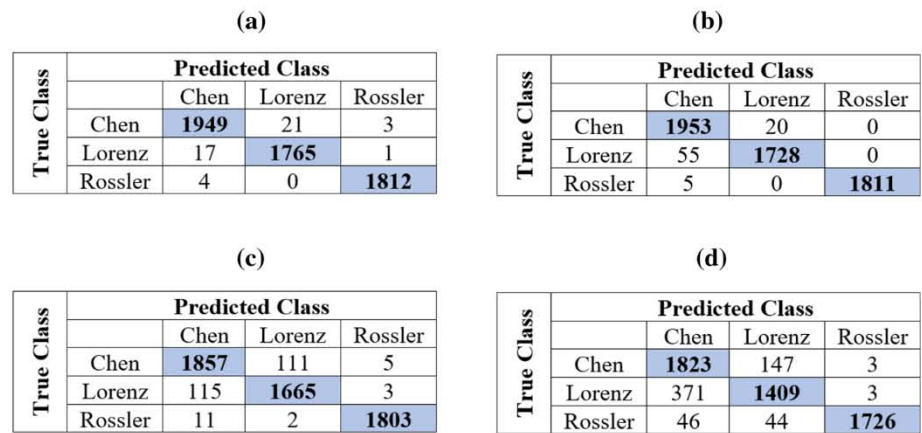 (a)
True Class
Predicted Class
Chen Lorenz Rossler
Chen 1949 21 3
Lorenz 17 1765 1
Rossler 4 0 1812
(b)
True Class
Predicted Class
Chen Lorenz Rossler
Chen 1953 20 0
Lorenz 55 1728 0
Rossler 5 0 1811
(c)
True Class
Predicted Class
Chen Lorenz Rossler
Chen 1857 111 5
Lorenz 115 1665 3
Rossler 11 2 1803
(d)
True Class
Predicted Class
Chen Lorenz Rossler
Chen 1823 147 3
Lorenz 371 1409 3
Rossler 46 44 1726